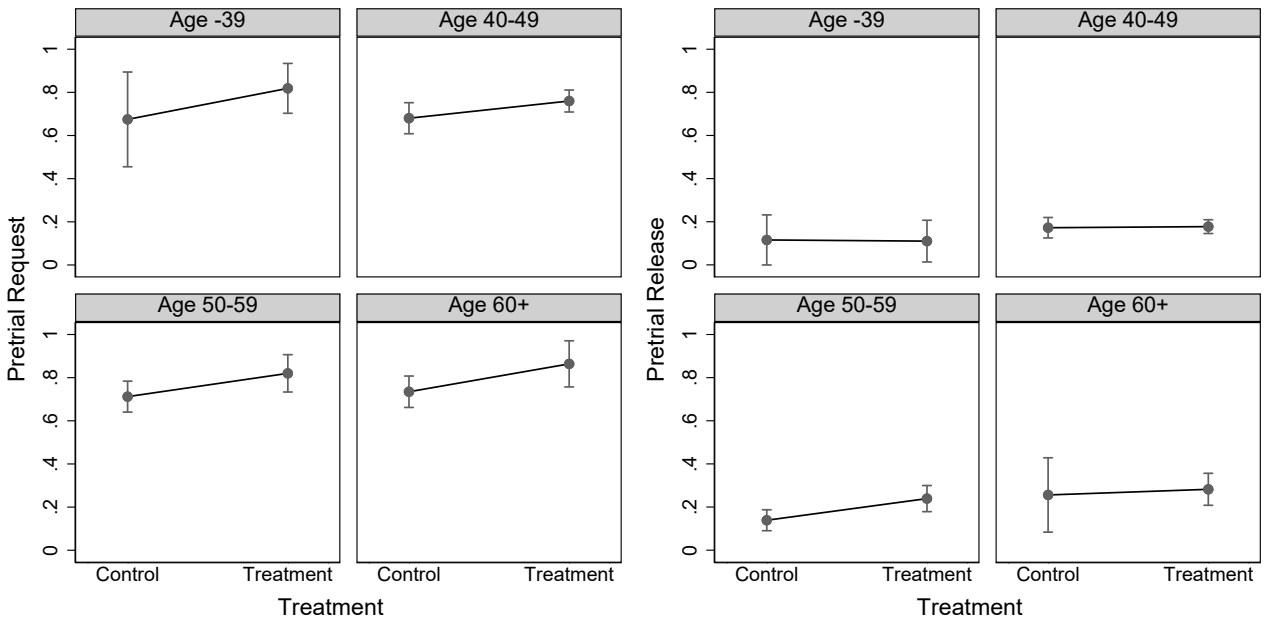 Age -39
Age 40-49
1
.8
.6
.4
.2
0
Age 50-59
Age 60+
1
.8
.6
.4
.2
0
Control
Treatment
Control
Treatment
Pretrial Request
Treatment
Age -39
Age 40-49
1
.8
.6
.4
.2
0
Age 50-59
Age 60+
1
.8
.6
.4
.2
0
Control
Treatment
Control
Treatment
Pretrial Release
Treatment